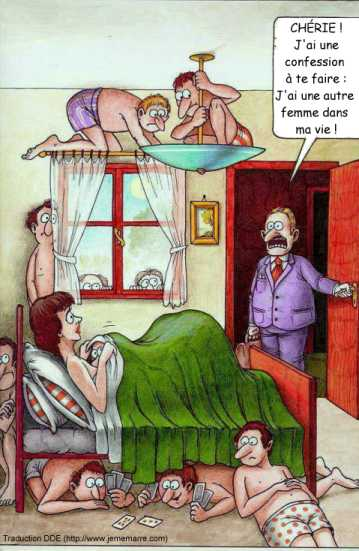 CHÉRIE !
J'ai une
confession
à te faire :
J'ai une autre
femme dans
ma vie !
Traduction DDE (http://www.jememarre.com)